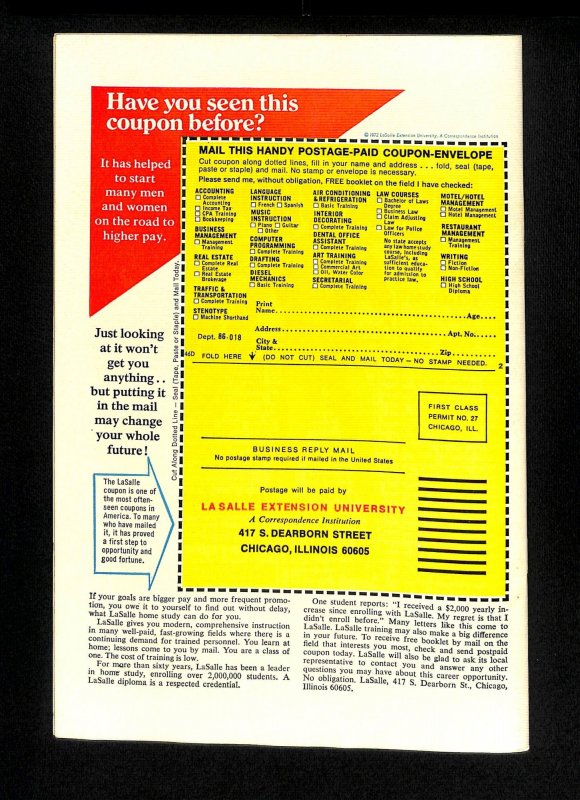 Have you seen this
coupon before?
© 1972 LaSalle Extension University, A Correspondence Institution
It has helped
to start
many men
and women
on the road to
higher pay.
MAIL THIS HANDY POSTAGE-PAID COUPON-ENVELOPE
Cut coupon along dotted lines, fill in your name and address . . . fold, seal (tape,
paste or staple) and mail. No stamp or envelope is necessary.
Please send me, without obligation, FREE booklet on the field I have checked:
ACCOUNTING
☐ Complete
Accounting
☐ Income Tax
☐ CPA Training
☐ Bookkeeping
BUSINESS
MANAGEMENT
☐ Management
Training
REAL ESTATE
☐ Complete Real
Estate
☐ Real Estate
Brokerage
TRAFFIC &
TRANSPORTATION
☐ Complete Training
STENOTYPE
☐ Machine Shorthand
LANGUAGE
INSTRUCTION
☐ French ☐ Spanish
MUSIC
INSTRUCTION
☐ Piano ☐ Guitar
☐ Other
COMPUTER
PROGRAMMING
☐ Complete Training
DRAFTING
☐ Complete Training
DIESEL
MECHANICS
☐ Basic Training
AIR CONDITIONING
& REFRIGERATION
☐ Basic Training
INTERIOR
DECORATING
☐ Complete Training
DENTAL OFFICE
ASSISTANT
☐ Complete Training
ART TRAINING
☐ Complete Training
☐ Commercial Art
☐ Oil, Water Color
SECRETARIAL
☐ Complete Training
LAW COURSES
☐ Bachelor of Laws
Degree
☐ Business Law
☐ Claim Adjusting
Law
☐ Law for Police
Officers
No state accepts
any law home study
course, including
LaSalle's, as
sufficient educa-
tion to qualify
for admission to
practice law.
MOTEL/HOTEL
MANAGEMENT
☐ Motel Management
☐ Hotel Management
RESTAURANT
MANAGEMENT
☐ Management
Training
WRITING
☐ Fiction
☐ Non-Fiction
HIGH SCHOOL
☐ High School
Diploma
Print
Name Age
Address Apt. No.
Dept. 86-018
City &
State Zip
46D FOLD HERE (DO NOT CUT) SEAL AND MAIL TODAY — NO STAMP NEEDED. 2
Cut Along Dotted Line — Seal (Tape, Paste or Staple) and Mail Today.
Just looking
at it won't
get you
anything . .
but putting it
in the mail
may change
your whole
future!
FIRST CLASS
PERMIT NO. 27
CHICAGO, ILL.
BUSINESS REPLY MAIL
No postage stamp required if mailed in the United States
The LaSalle
coupon is one of
the most often-
seen coupons in
America. To many
who have mailed
it, it has proved
a first step to
opportunity and
good fortune.
Postage will be paid by
LA SALLE EXTENSION UNIVERSITY
A Correspondence Institution
417 S. DEARBORN STREET
CHICAGO, ILLINOIS 60605
If your goals are bigger pay and more frequent promo-
tion, you owe it to yourself to find out without delay,
what LaSalle home study can do for you.
LaSalle gives you modern, comprehensive instruction
in many well-paid, fast-growing fields where there is a
continuing demand for trained personnel. You learn at
home; lessons come to you by mail. You are a class of
one. The cost of training is low.
For more than sixty years, LaSalle has been a leader
in home study, enrolling over 2,000,000 students. A
LaSalle diploma is a respected credential.
One student reports: "I received a $2,000 yearly in-
crease since enrolling with LaSalle. My regret is that I
didn't enroll before." Many letters like this come to
LaSalle. LaSalle training may also make a big difference
in your future. To receive free booklet by mail on the
field that interests you most, check and send postpaid
coupon today. LaSalle will also be glad to ask its local
representative to contact you and answer any other
questions you may have about this career opportunity.
No obligation. LaSalle, 417 S. Dearborn St., Chicago,
Illinois 60605.